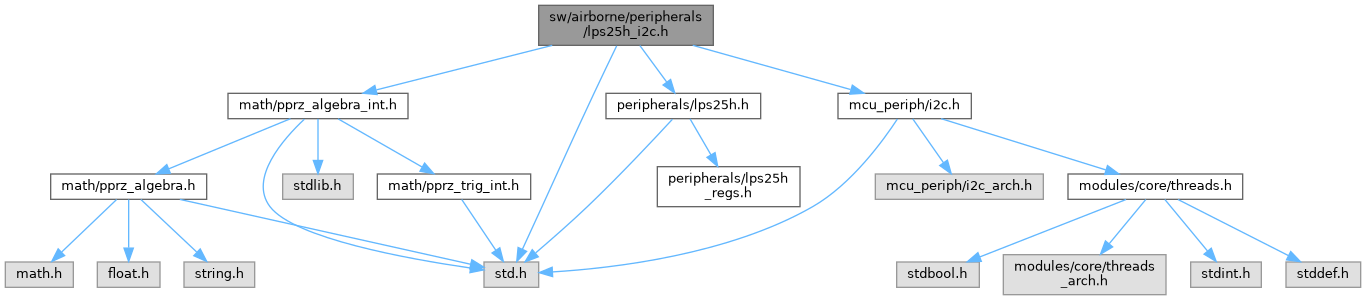 sw/airborne/peripherals
/lps25h_i2c.h
math/pprz_algebra_int.h
peripherals/lps25h.h
mcu_periph/i2c.h
math/pprz_algebra.h
stdlib.h
math/pprz_trig_int.h
peripherals/lps25h
_regs.h
mcu_periph/i2c_arch.h
modules/core/threads.h
math.h
float.h
string.h
std.h
stdbool.h
modules/core/threads
_arch.h
stdint.h
stddef.h